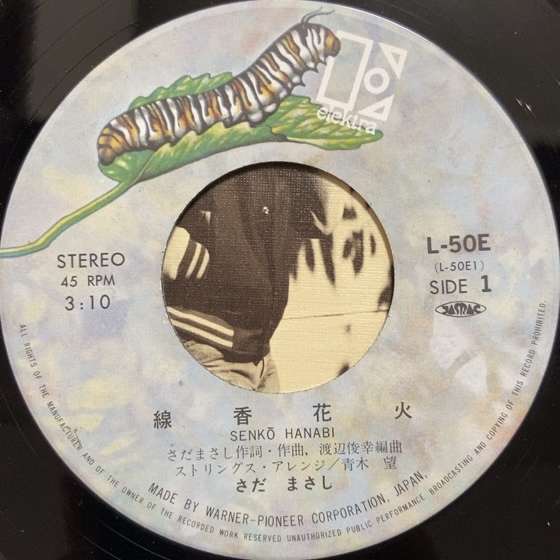 elektra
STEREO
45 RPM
3:10
L-50E
(L-50E1)
SIDE 1
JASRAC
線香花火
SENKŌ HANABI
さだまさし作詞・作曲、渡辺俊幸編曲
ストリングス・アレンジ/青木 望
さだ まさし
MADE BY WARNER-PIONEER CORPORATION, JAPAN.
ALL RIGHTS OF THE MANUFACTURER AND OF THE OWNER OF THE RECORDED WORK RESERVED UNAUTHORIZED PUBLIC PERFORMANCE BROADCASTING AND COPYING OF THIS RECORD PROHIBITED.